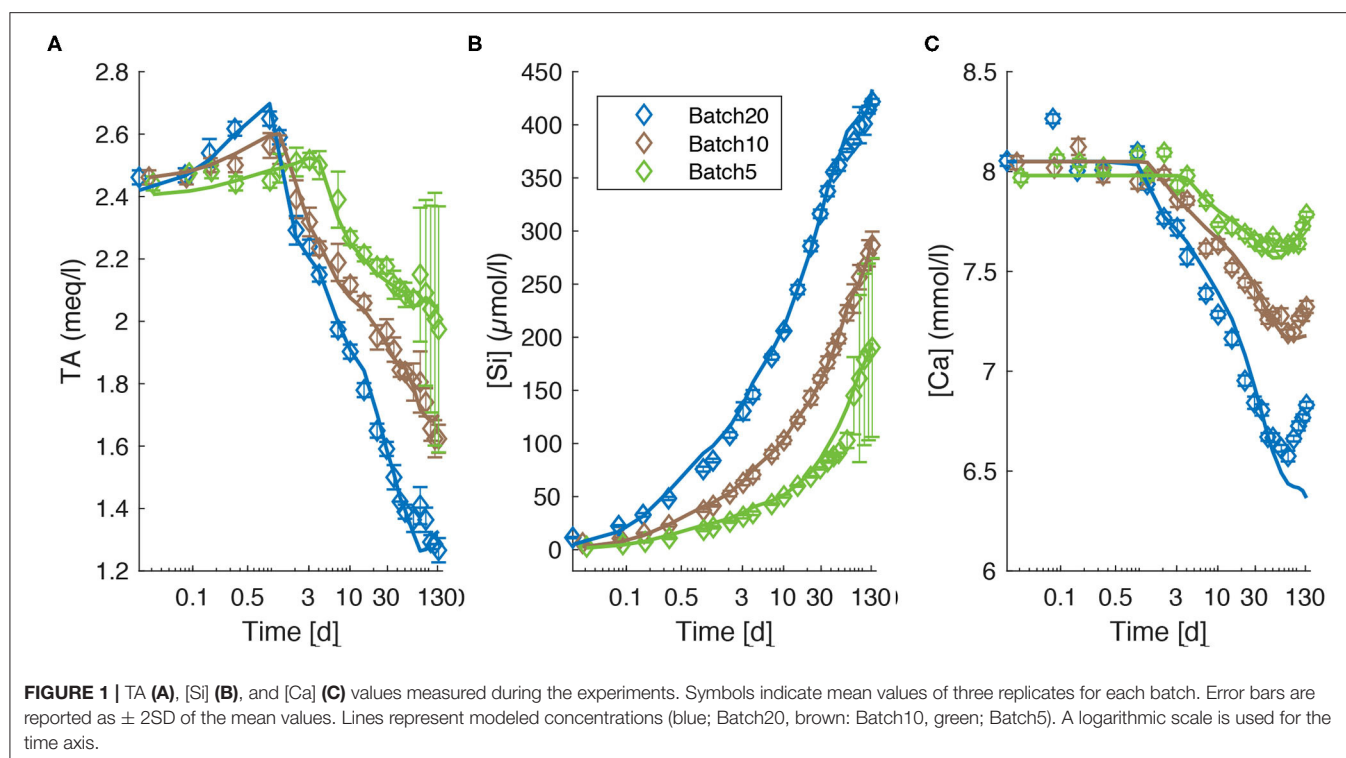 A
B
C
2.8
2.6
2.4
2.2
2
1.8
1.6
1.4
1.2
TA (meq/l)
0.1 0.5 3 10 30 130
Time [d]
450
400
350
300
250
200
150
100
50
0
[Si] (µmol/l)
Batch20
Batch10
Batch5
0.1 0.5 3 10 30 130
Time [d]
8.5
8
7.5
7
6.5
6
[Ca] (mmol/l)
0.1 0.5 3 10 30 130
Time [d]
FIGURE 1 | TA (A), [Si] (B), and [Ca] (C) values measured during the experiments. Symbols indicate mean values of three replicates for each batch. Error bars are
reported as ± 2SD of the mean values. Lines represent modeled concentrations (blue; Batch20, brown: Batch10, green; Batch5). A logarithmic scale is used for the
time axis.